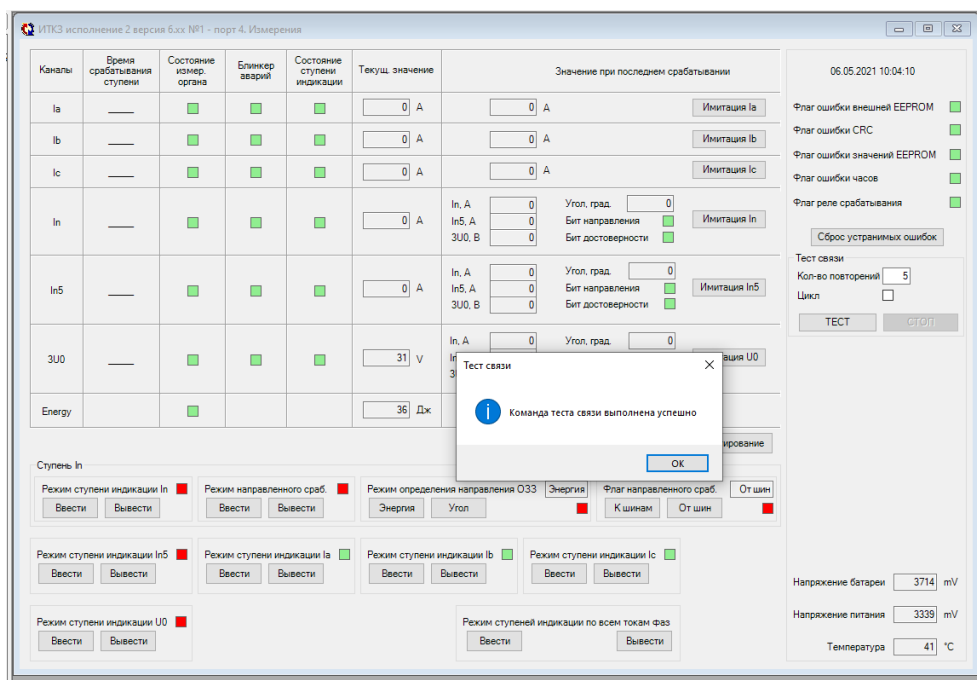 ИТКЗ исполнение 2 версия 6.xx №1 - порт 4. Измерения
Каналы Время срабатывания ступени Состояние измер. органа Блинкер аварий Состояние ступени индикации Текущ. значение Значение при последнем срабатывании
Ia 0 A 0 A Имитация Ia
Ib 0 A 0 A Имитация Ib
Ic 0 A 0 A Имитация Ic
In 0 A
In, A 0 Угол, град. 0
In5, A 0 Бит направления
3U0, В 0 Бит достоверности
Имитация In
In5 0 A
In, A 0 Угол, град. 0
In5, A 0 Бит направления
3U0, В 0 Бит достоверности
Имитация In5
3U0 31 V
In, A 0 Угол, град. 0
Energy 36 Дж
Тест связи
Команда теста связи выполнена успешно
OK
06.05.2021 10:04:10
Флаг ошибки внешней EEPROM
Флаг ошибки CRC
Флаг ошибки значений EEPROM
Флаг ошибки часов
Флаг реле срабатывания
Сброс устранимых ошибок
Тест связи
Кол-во повторений 5
Цикл
ТЕСТ СТОП
Ступень In
Режим ступени индикации In
Ввести Вывести
Режим направленного сраб.
Ввести Вывести
Режим определения направления ОЗЗ Энергия
Энергия Угол
Флаг направленного сраб. От шин
К шинам От шин
Режим ступени индикации In5
Ввести Вывести
Режим ступени индикации Ia
Ввести Вывести
Режим ступени индикации Ib
Ввести Вывести
Режим ступени индикации Ic
Ввести Вывести
Режим ступени индикации U0
Ввести Вывести
Режим ступеней индикации по всем токам фаз
Ввести Вывести
Напряжение батареи 3714 mV
Напряжение питания 3339 mV
Температура 41 °C